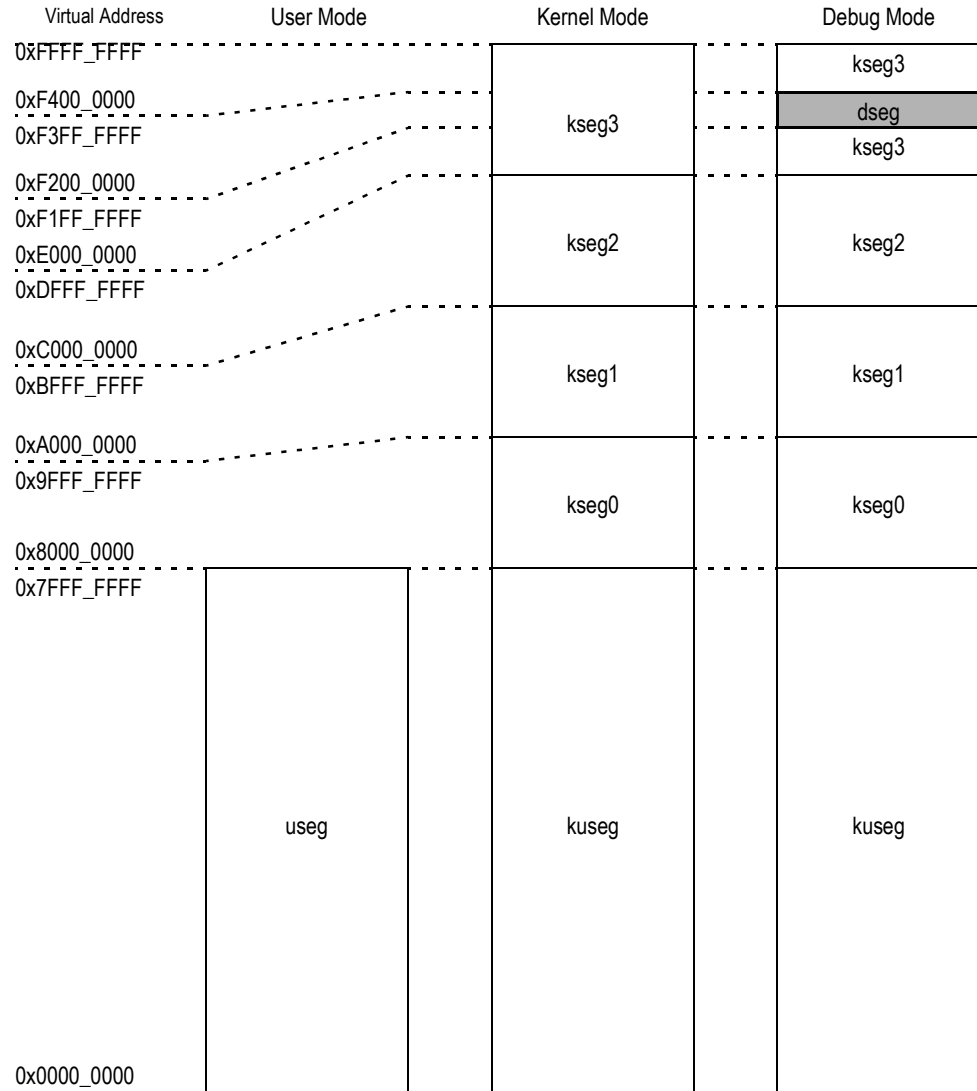 Virtual Address User Mode Kernel Mode Debug Mode
0xFFFF_FFFF
kseg3
0xF400_0000
dseg
kseg3
0xF3FF_FFFF
kseg3
0xF200_0000
0xF1FF_FFFF
kseg2 kseg2
0xE000_0000
0xDFFF_FFFF
0xC000_0000
kseg1 kseg1
0xBFFF_FFFF
0xA000_0000
0x9FFF_FFFF
kseg0 kseg0
0x8000_0000
0x7FFF_FFFF
useg kuseg kuseg
0x0000_0000